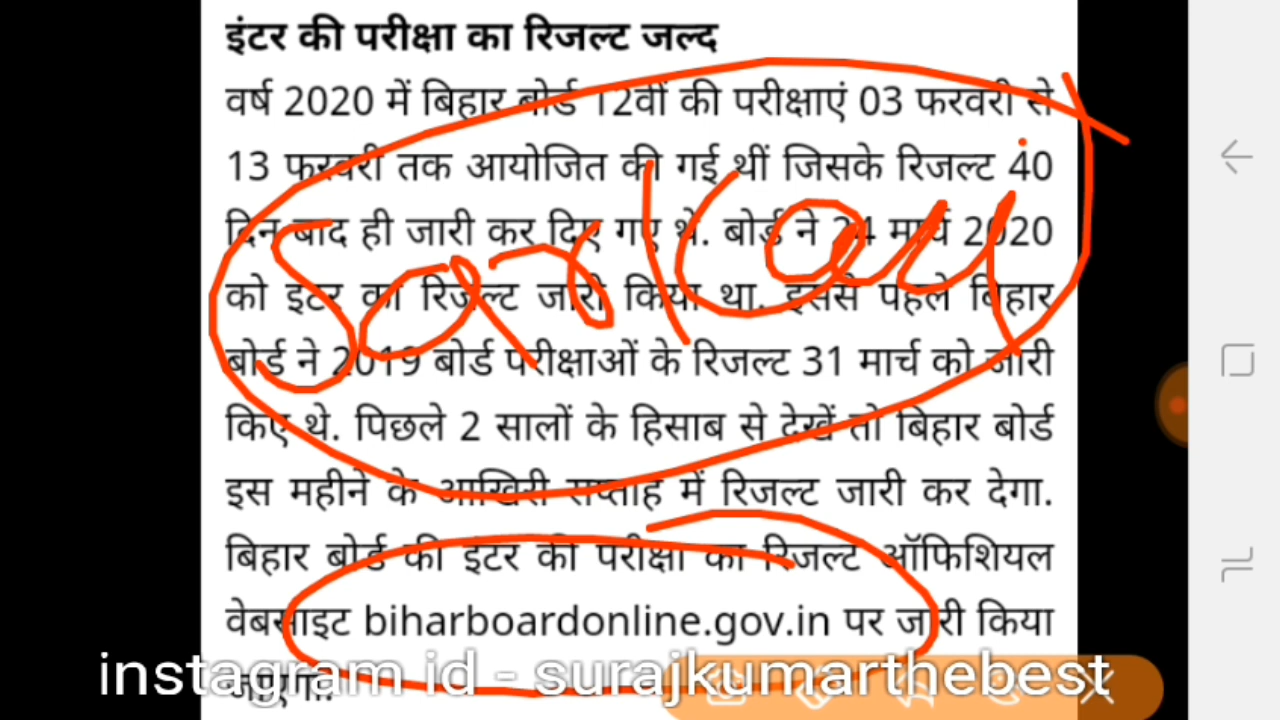 इंटर की परीक्षा का रिजल्ट जल्द
वर्ष 2020 में बिहार बोर्ड 12वीं की परीक्षाएं 03 फरवरी से
13 फरवरी तक आयोजित की गई थीं जिसके रिजल्ट 40
दिन बाद ही जारी कर दिए गए थे. बोर्ड ने 24 मार्च 2020
को इंटर का रिजल्ट जारी किया था. इससे पहले बिहार
बोर्ड ने 2019 बोर्ड परीक्षाओं के रिजल्ट 31 मार्च को जारी
किए थे. पिछले 2 सालों के हिसाब से देखें तो बिहार बोर्ड
इस महीने के आखिरी सप्ताह में रिजल्ट जारी कर देगा.
बिहार बोर्ड की इंटर की परीक्षा का रिजल्ट ऑफिशियल
वेबसाइट biharboardonline.gov.in पर जारी किया
जाएगा.
instagram id - surajkumarthebest